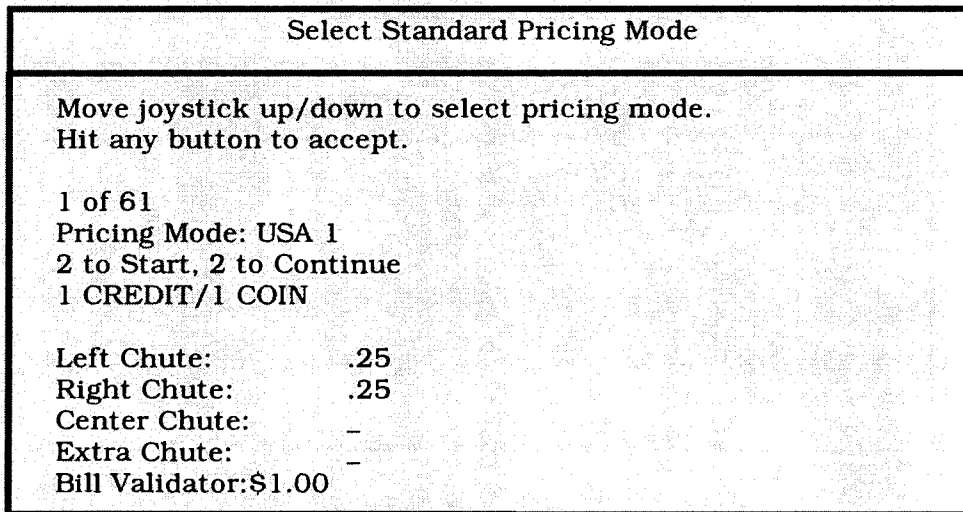 Select Standard Pricing Mode
Move joystick up/down to select pricing mode.
Hit any button to accept.
1 of 61
Pricing Mode: USA 1
2 to Start, 2 to Continue
1 CREDIT/1 COIN
Left Chute: .25
Right Chute: .25
Center Chute: _
Extra Chute: _
Bill Validator:$1.00